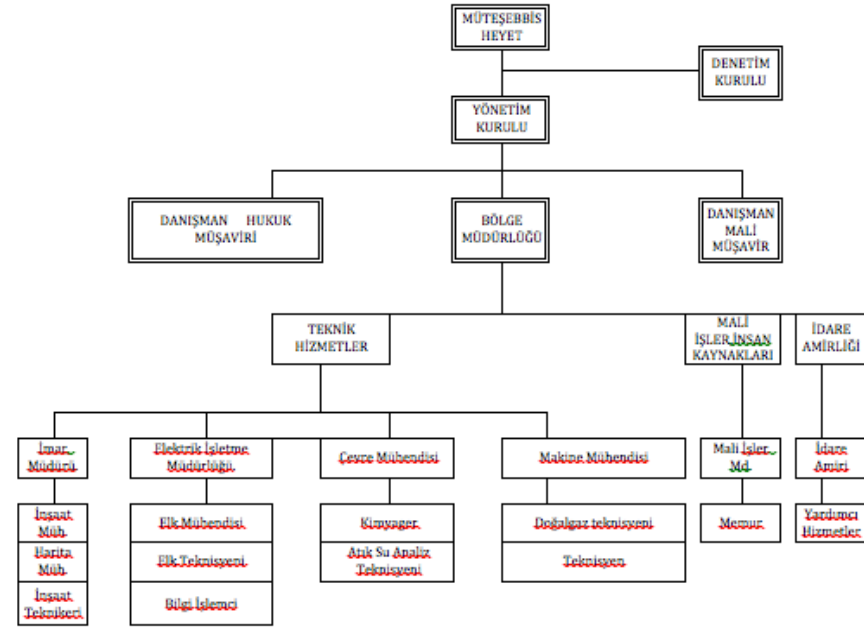 MÜTEŞEBBİS
HEYET
DENETİM
KURULU
YÖNETİM
KURULU
DANIŞMAN HUKUK
MÜŞAVİRİ
BÖLGE
MÜDÜRLÜĞÜ
DANIŞMAN
MALİ
MÜŞAVİR
TEKNİK
HİZMETLER
MALİ
İŞLER,İNSAN
KAYNAKLARI
İDARE
AMİRLİĞİ
İmar
Müdürü
Elektrik İşletme
Müdürlüğü
Çevre Mühendisi
Makine Mühendisi
Mali İşler
Md.
İdare
Amiri
İnşaat
Müh.
Harita
Müh.
İnşaat
Teknikeri
Elk.Mühendisi
Elk.Teknisyeni
Bilgi İşlemci
Kimyager
Atık Su Analiz
Teknisyeni
Doğalgaz teknisyeni
Teknisyen
Memur
Yardımcı
Hizmetler